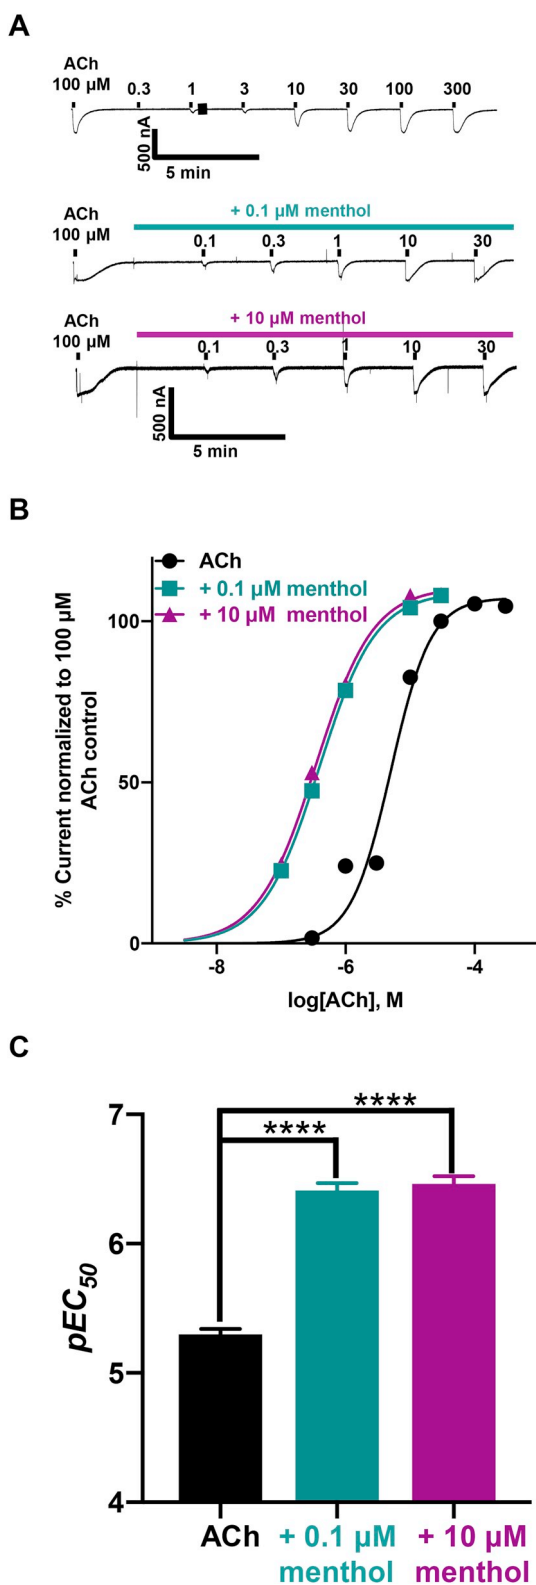 A
ACh
100 µM 0.3 1 3 10 30 100 300
500 nA
5 min
ACh + 0.1 µM menthol
100 µM 0.1 0.3 1 10 30
ACh + 10 µM menthol
100 µM 0.1 0.3 1 10 30
500 nA
5 min
B
ACh
+ 0.1 µM menthol
+ 10 µM menthol
% Current normalized to 100 µM
ACh control
100
50
0
-8 -6 -4
log[ACh], M
C
**** 
****
7
6
5
4
pEC50
ACh + 0.1 µM + 10 µM
menthol menthol